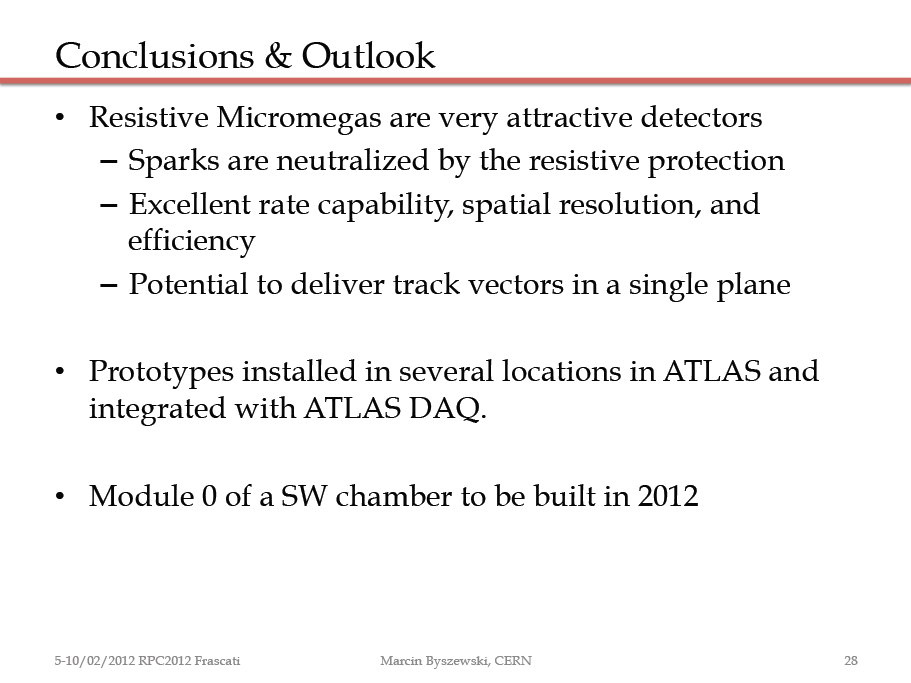 Conclusions & Outlook
• Resistive Micromegas are very attractive detectors
– Sparks are neutralized by the resistive protection
– Excellent rate capability, spatial resolution, and
efficiency
– Potential to deliver track vectors in a single plane
• Prototypes installed in several locations in ATLAS and
integrated with ATLAS DAQ.
• Module 0 of a SW chamber to be built in 2012
5-10/02/2012 RPC2012 Frascati
Marcin Byszewski, CERN
28